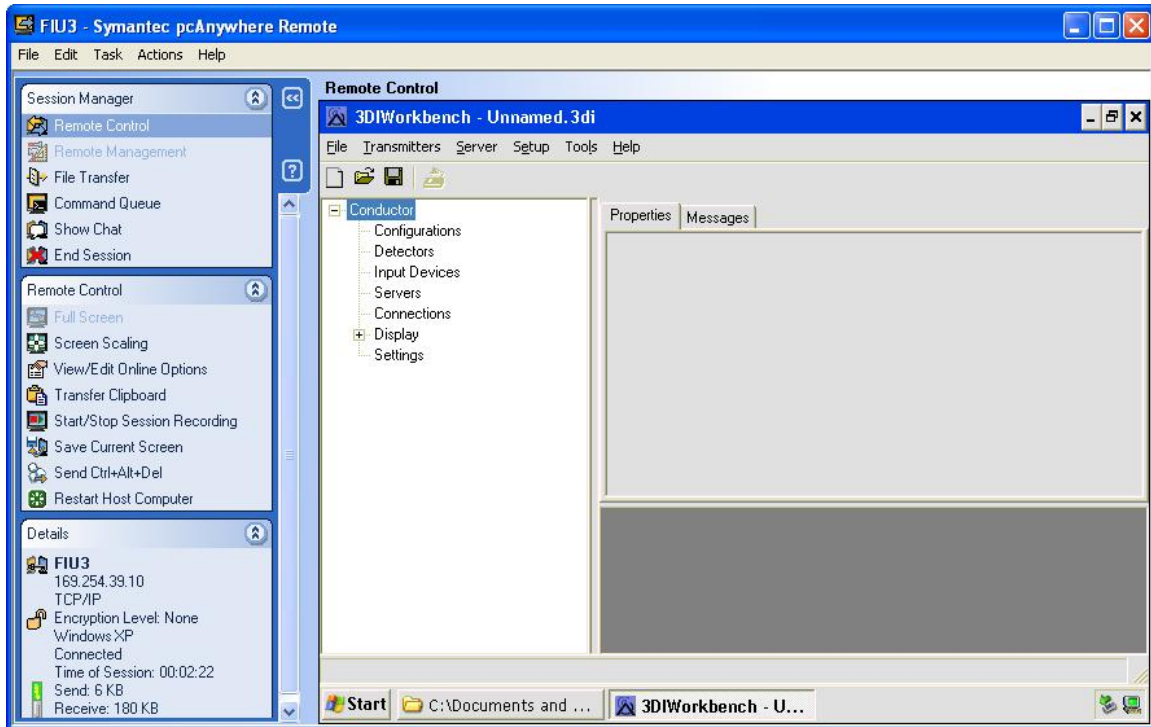 FIU3 - Symantec pcAnywhere Remote
File Edit Task Actions Help
Session Manager
Remote Control
Remote Management
File Transfer
Command Queue
Show Chat
End Session
Remote Control
Full Screen
Screen Scaling
View/Edit Online Options
Transfer Clipboard
Start/Stop Session Recording
Save Current Screen
Send Ctrl+Alt+Del
Restart Host Computer
Details
FIU3
169.254.39.10
TCP/IP
Encryption Level: None
Windows XP
Connected
Time of Session: 00:02:22
Send: 6 KB
Receive: 180 KB
Remote Control
3DIWorkbench - Unnamed.3di
File Transmitters Server Setup Tools Help
Conductor
Configurations
Detectors
Input Devices
Servers
Connections
Display
Settings
Properties Messages
Start C:\Documents and ... 3DIWorkbench - U...